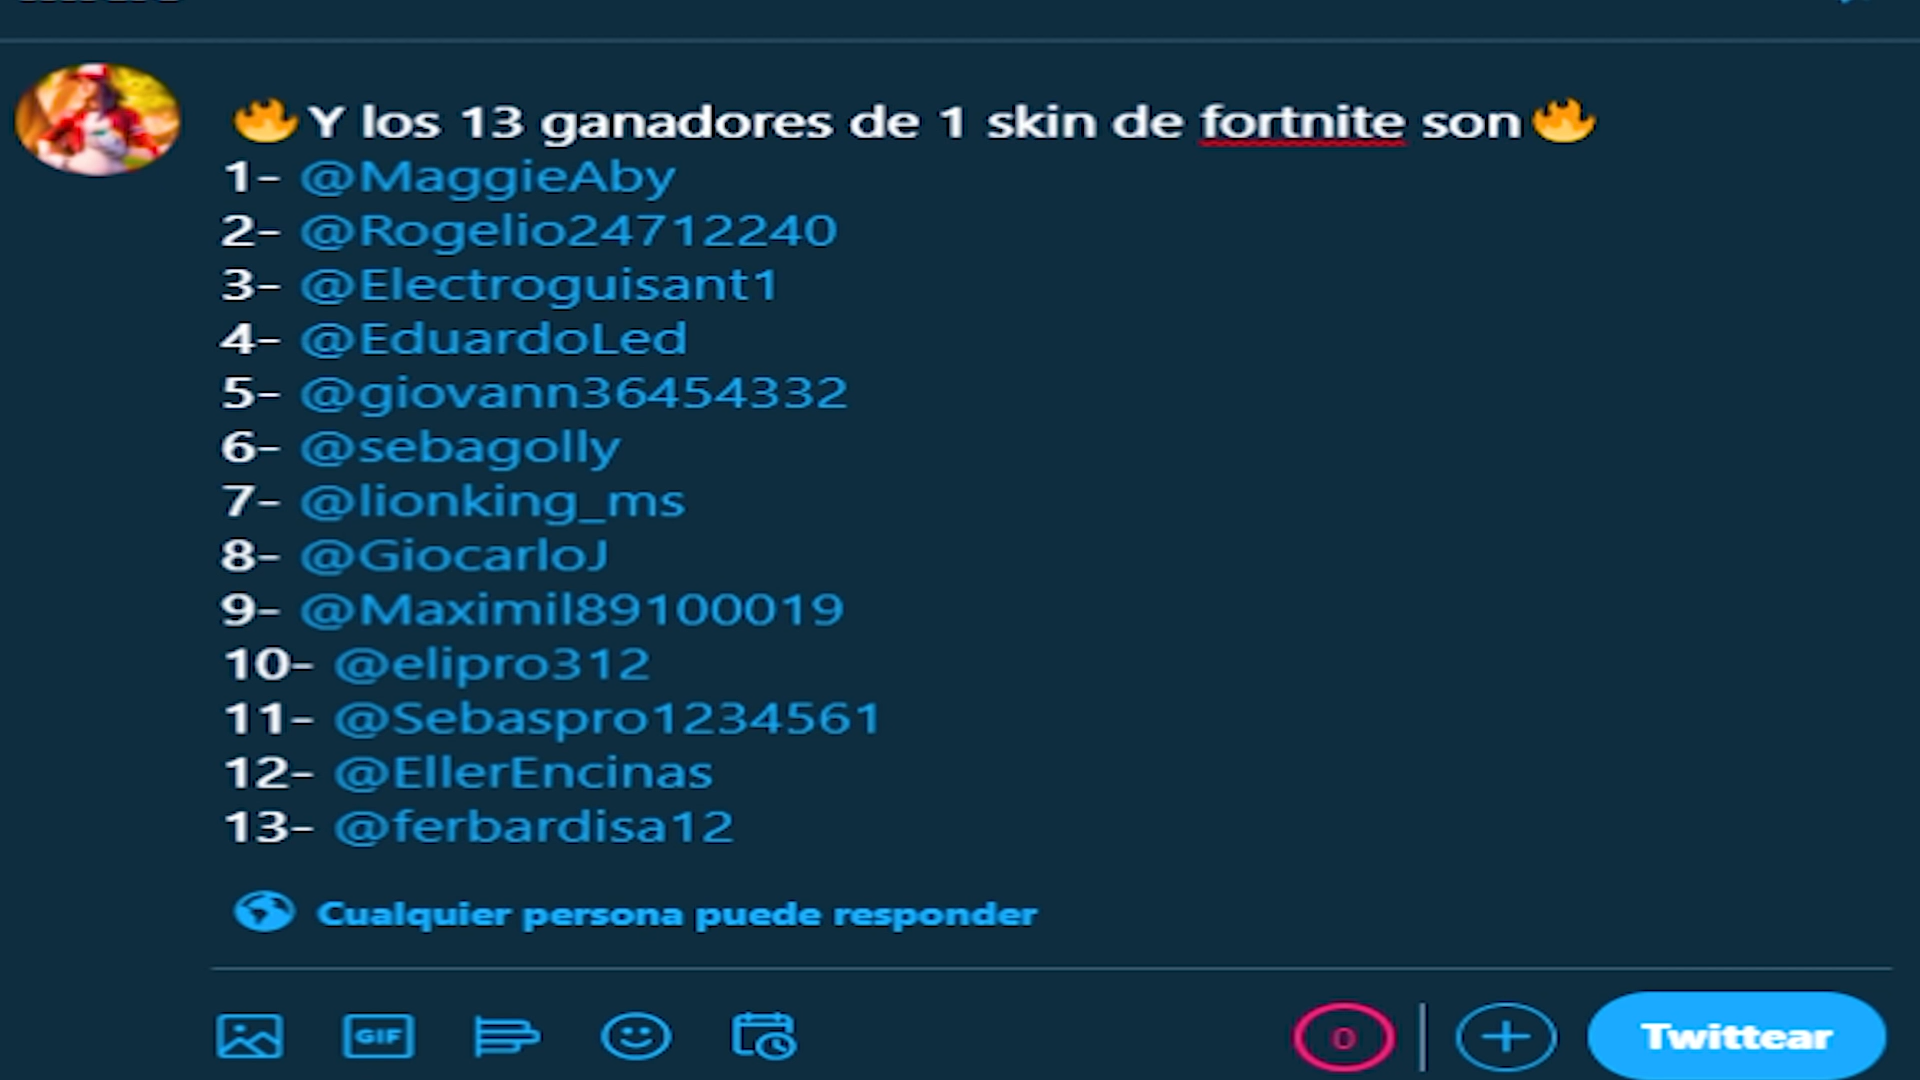 🔥Y los 13 ganadores de 1 skin de fortnite son🔥
1- @MaggieAby
2- @Rogelio24712240
3- @Electroguisant1
4- @EduardoLed
5- @giovann36454332
6- @sebagolly
7- @lionking_ms
8- @GiocarloJ
9- @Maximil89100019
10- @elipro312
11- @Sebaspro1234561
12- @EllerEncinas
13- @ferbardisa12
Cualquier persona puede responder
GIF
0
Twittear